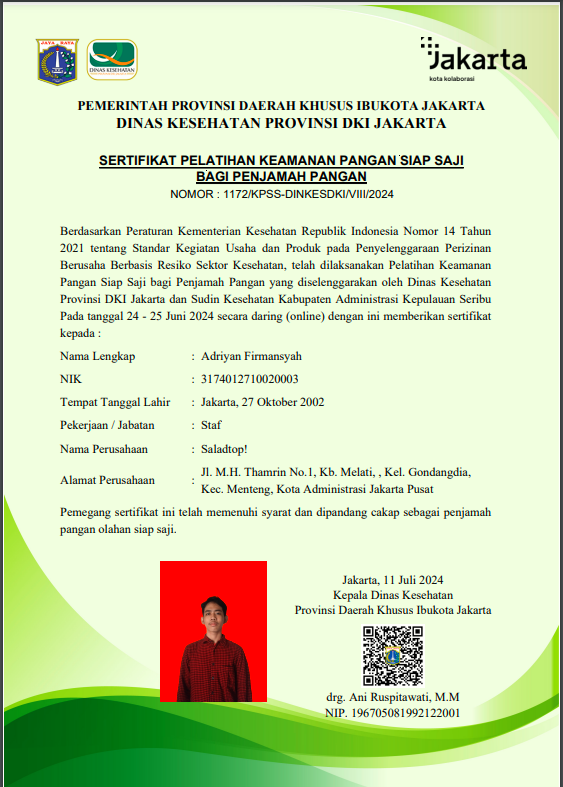 JAYA RAYA
DINAS KESEHATAN
Jakarta
kota kolaborasi
PEMERINTAH PROVINSI DAERAH KHUSUS IBUKOTA JAKARTA
DINAS KESEHATAN PROVINSI DKI JAKARTA
SERTIFIKAT PELATIHAN KEAMANAN PANGAN SIAP SAJI
BAGI PENJAMAH PANGAN
NOMOR : 1172/KPSS-DINKESDKI/VIII/2024
Berdasarkan Peraturan Kementerian Kesehatan Republik Indonesia Nomor 14 Tahun
2021 tentang Standar Kegiatan Usaha dan Produk pada Penyelenggaraan Perizinan
Berusaha Berbasis Resiko Sektor Kesehatan, telah dilaksanakan Pelatihan Keamanan
Pangan Siap Saji bagi Penjamah Pangan yang diselenggarakan oleh Dinas Kesehatan
Provinsi DKI Jakarta dan Sudin Kesehatan Kabupaten Administrasi Kepulauan Seribu
Pada tanggal 24 - 25 Juni 2024 secara daring (online) dengan ini memberikan sertifikat
kepada :
Nama Lengkap : Adriyan Firmansyah
NIK : 3174012710020003
Tempat Tanggal Lahir : Jakarta, 27 Oktober 2002
Pekerjaan / Jabatan : Staf
Nama Perusahaan : Saladtop!
Alamat Perusahaan : Jl. M.H. Thamrin No.1, Kb. Melati, , Kel. Gondangdia,
Kec. Menteng, Kota Administrasi Jakarta Pusat
Pemegang sertifikat ini telah memenuhi syarat dan dipandang cakap sebagai penjamah
pangan olahan siap saji.
Jakarta, 11 Juli 2024
Kepala Dinas Kesehatan
Provinsi Daerah Khusus Ibukota Jakarta
drg. Ani Ruspitawati, M.M
NIP. 196705081992122001